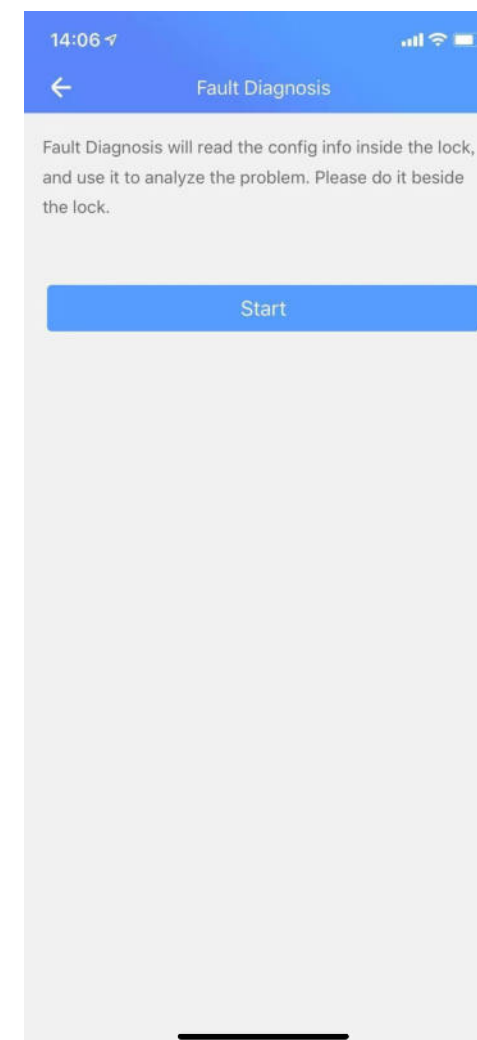 14:06
Fault Diagnosis
Fault Diagnosis will read the config info inside the lock,
and use it to analyze the problem. Please do it beside
the lock.
Start